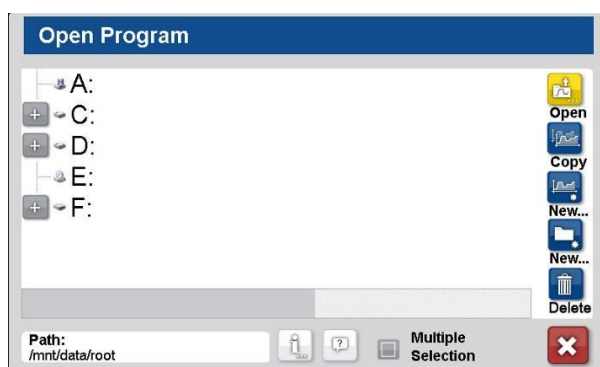 Open Program
A:
C:
D:
E:
F:
Open
Copy
New...
New...
Delete
Path:
/mnt/data/root
Multiple
Selection